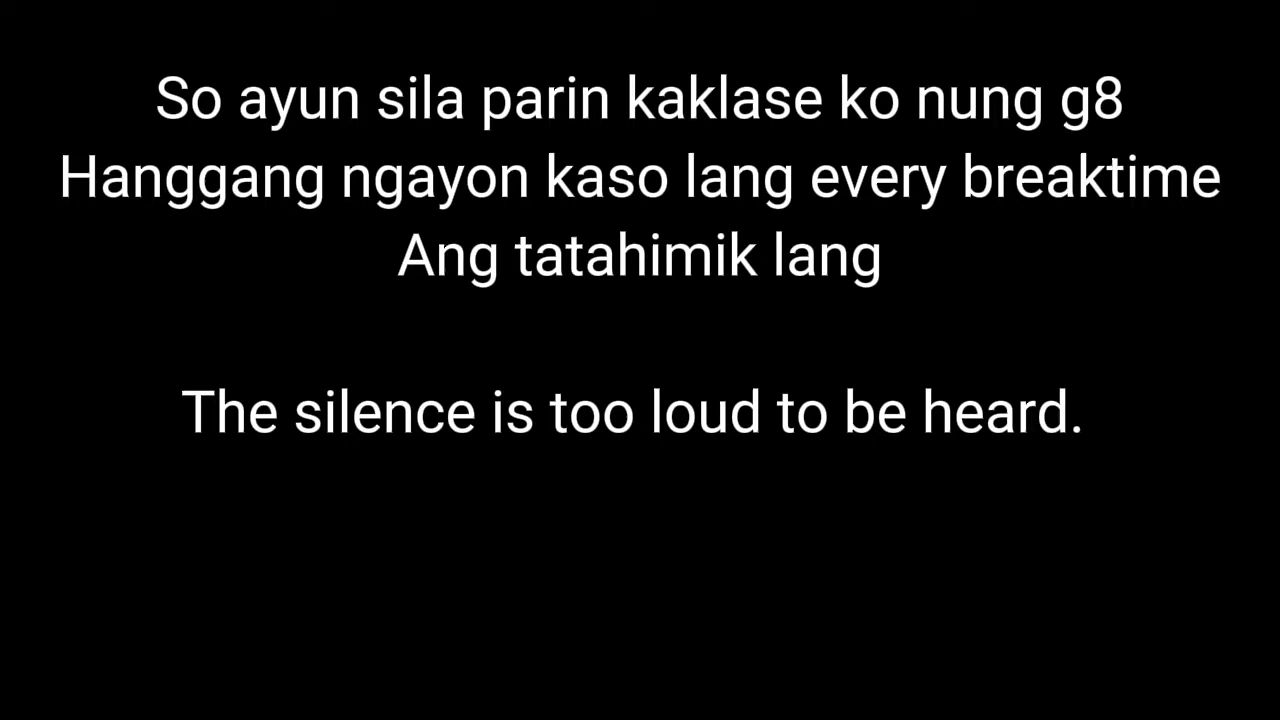 So ayun sila parin kaklase ko nung g8
Hanggang ngayon kaso lang every breaktime
Ang tatahimik lang
The silence is too loud to be heard.